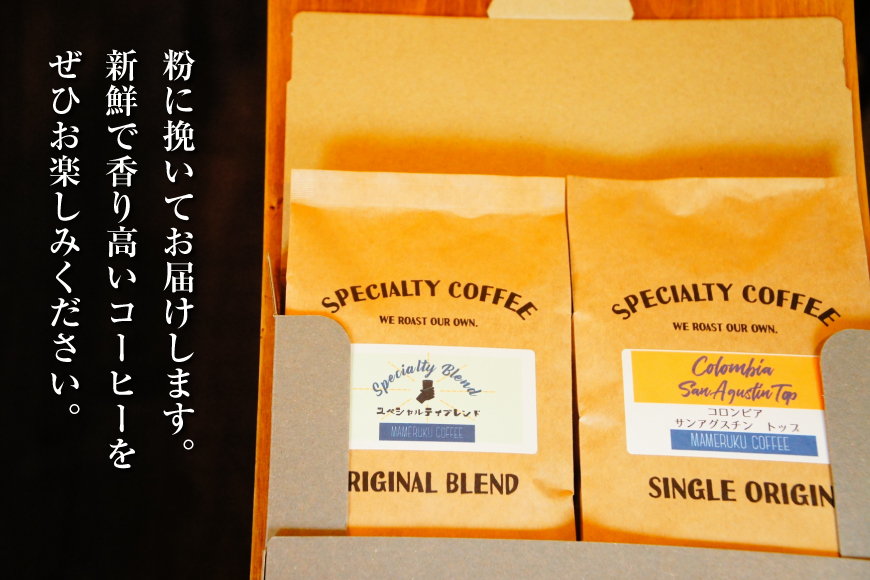 粉に挽いてお届けします。
新鮮で香り高いコーヒーを
ぜひお楽しみください。
SPECIALTY COFFEE
WE ROAST OUR OWN.
Specialty Blend
スペシャルティブレンド
MAMERUKU COFFEE
RIGINAL BLEND
SPECIALTY COFFEE
WE ROAST OUR OWN.
Colombia
San Agustin Top
コロンビア
サンアグスチン トップ
MAMERUKU COFFEE
SINGLE ORIGIN